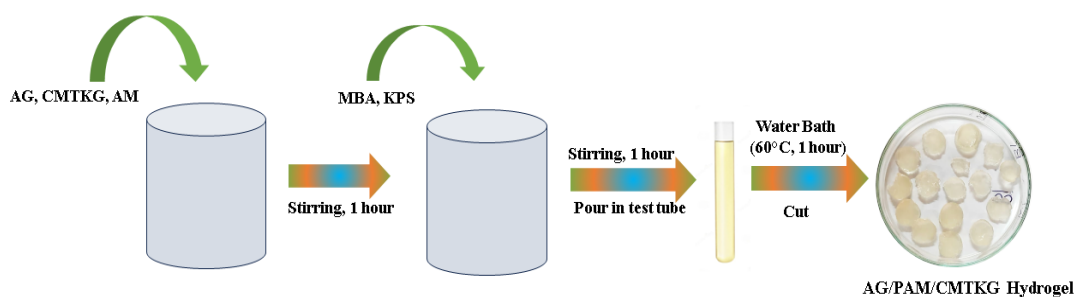 AG, CMTKG, AM
Stirring, 1 hour
MBA, KPS
Stirring, 1 hour
Pour in test tube
Water Bath
(60°C, 1 hour)
Cut
AG/PAM/CMTKG Hydrogel